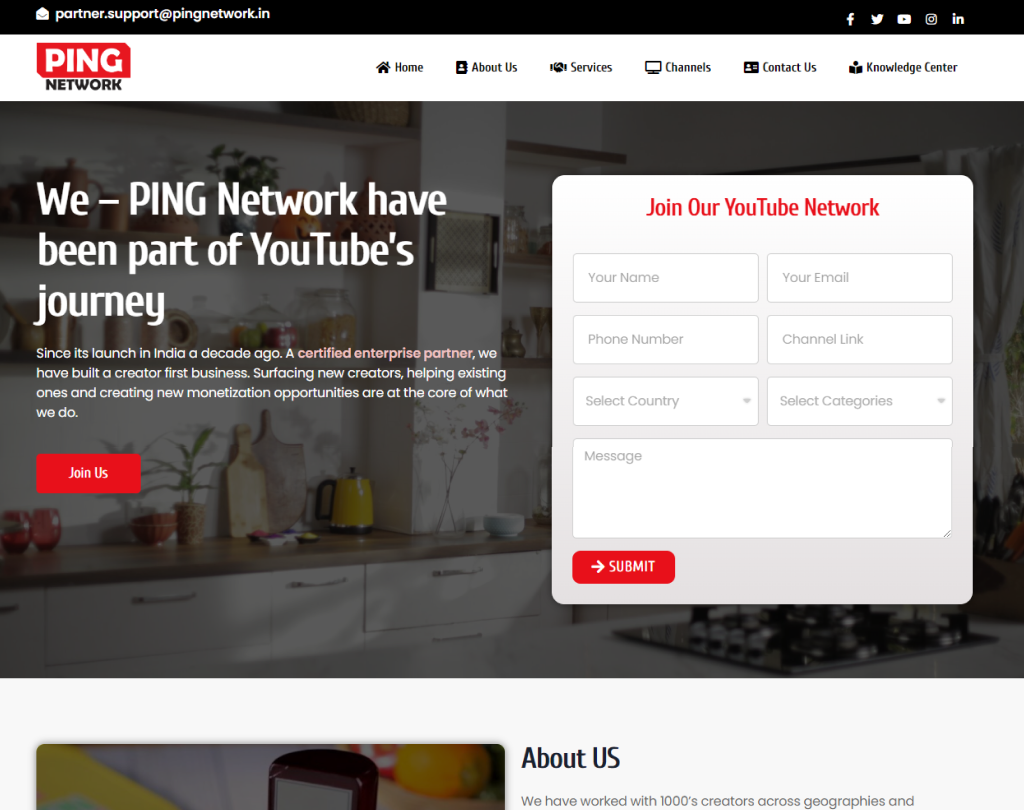 partner.support@pingnetwork.in
PING
NETWORK
Home
About Us
Services
Channels
Contact Us
Knowledge Center
We – PING Network have
been part of YouTube's
journey
Since its launch in India a decade ago. A certified enterprise partner, we
have built a creator first business. Surfacing new creators, helping existing
ones and creating new monetization opportunities are at the core of what
we do.
Join Us
Join Our YouTube Network
Your Name
Your Email
Phone Number
Channel Link
Select Country
Select Categories
Message
SUBMIT
About US
We have worked with 1000's creators across geographies and